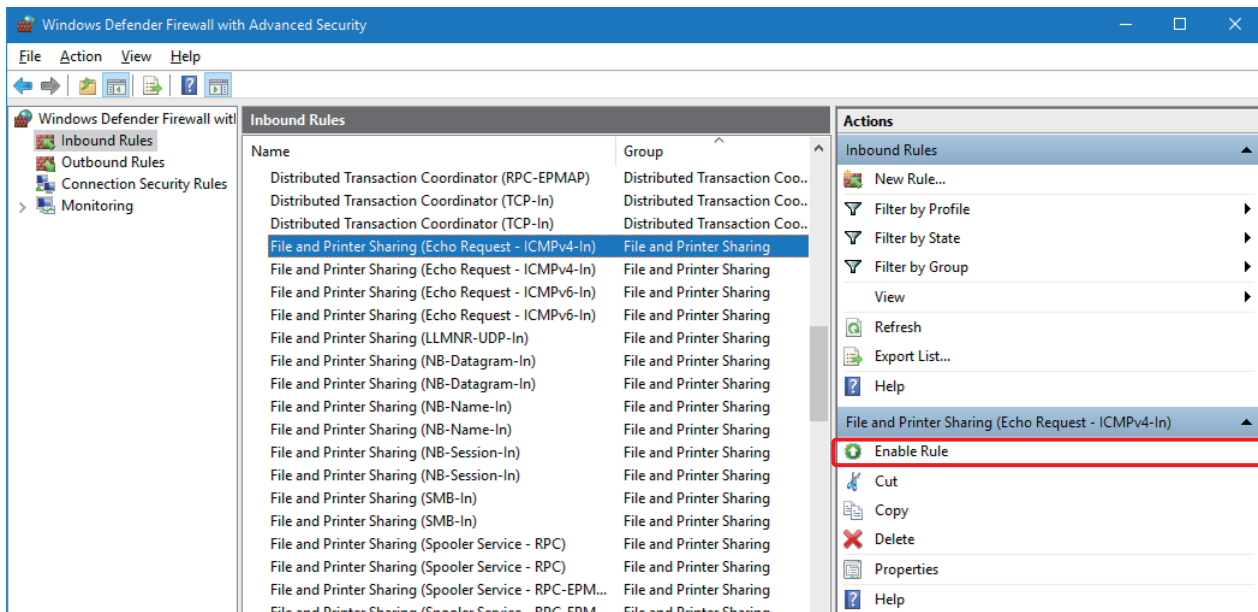 Windows Defender Firewall with Advanced Security
File Action View Help
Windows Defender Firewall witl
Inbound Rules
Outbound Rules
Connection Security Rules
Monitoring
Inbound Rules
Name Group
Distributed Transaction Coordinator (RPC-EPMAP) Distributed Transaction Coo...
Distributed Transaction Coordinator (TCP-In) Distributed Transaction Coo...
Distributed Transaction Coordinator (TCP-In) Distributed Transaction Coo...
File and Printer Sharing (Echo Request - ICMPv4-In) File and Printer Sharing
File and Printer Sharing (Echo Request - ICMPv4-In) File and Printer Sharing
File and Printer Sharing (Echo Request - ICMPv6-In) File and Printer Sharing
File and Printer Sharing (Echo Request - ICMPv6-In) File and Printer Sharing
File and Printer Sharing (LLMNR-UDP-In) File and Printer Sharing
File and Printer Sharing (NB-Datagram-In) File and Printer Sharing
File and Printer Sharing (NB-Datagram-In) File and Printer Sharing
File and Printer Sharing (NB-Name-In) File and Printer Sharing
File and Printer Sharing (NB-Name-In) File and Printer Sharing
File and Printer Sharing (NB-Session-In) File and Printer Sharing
File and Printer Sharing (NB-Session-In) File and Printer Sharing
File and Printer Sharing (SMB-In) File and Printer Sharing
File and Printer Sharing (SMB-In) File and Printer Sharing
File and Printer Sharing (Spooler Service - RPC) File and Printer Sharing
File and Printer Sharing (Spooler Service - RPC) File and Printer Sharing
File and Printer Sharing (Spooler Service - RPC-EPM... File and Printer Sharing
File and Printer Sharing (Spooler Service - RPC-EPM... File and Printer Sharing
Actions
Inbound Rules
New Rule...
Filter by Profile
Filter by State
Filter by Group
View
Refresh
Export List...
Help
File and Printer Sharing (Echo Request - ICMPv4-In)
Enable Rule
Cut
Copy
Delete
Properties
Help